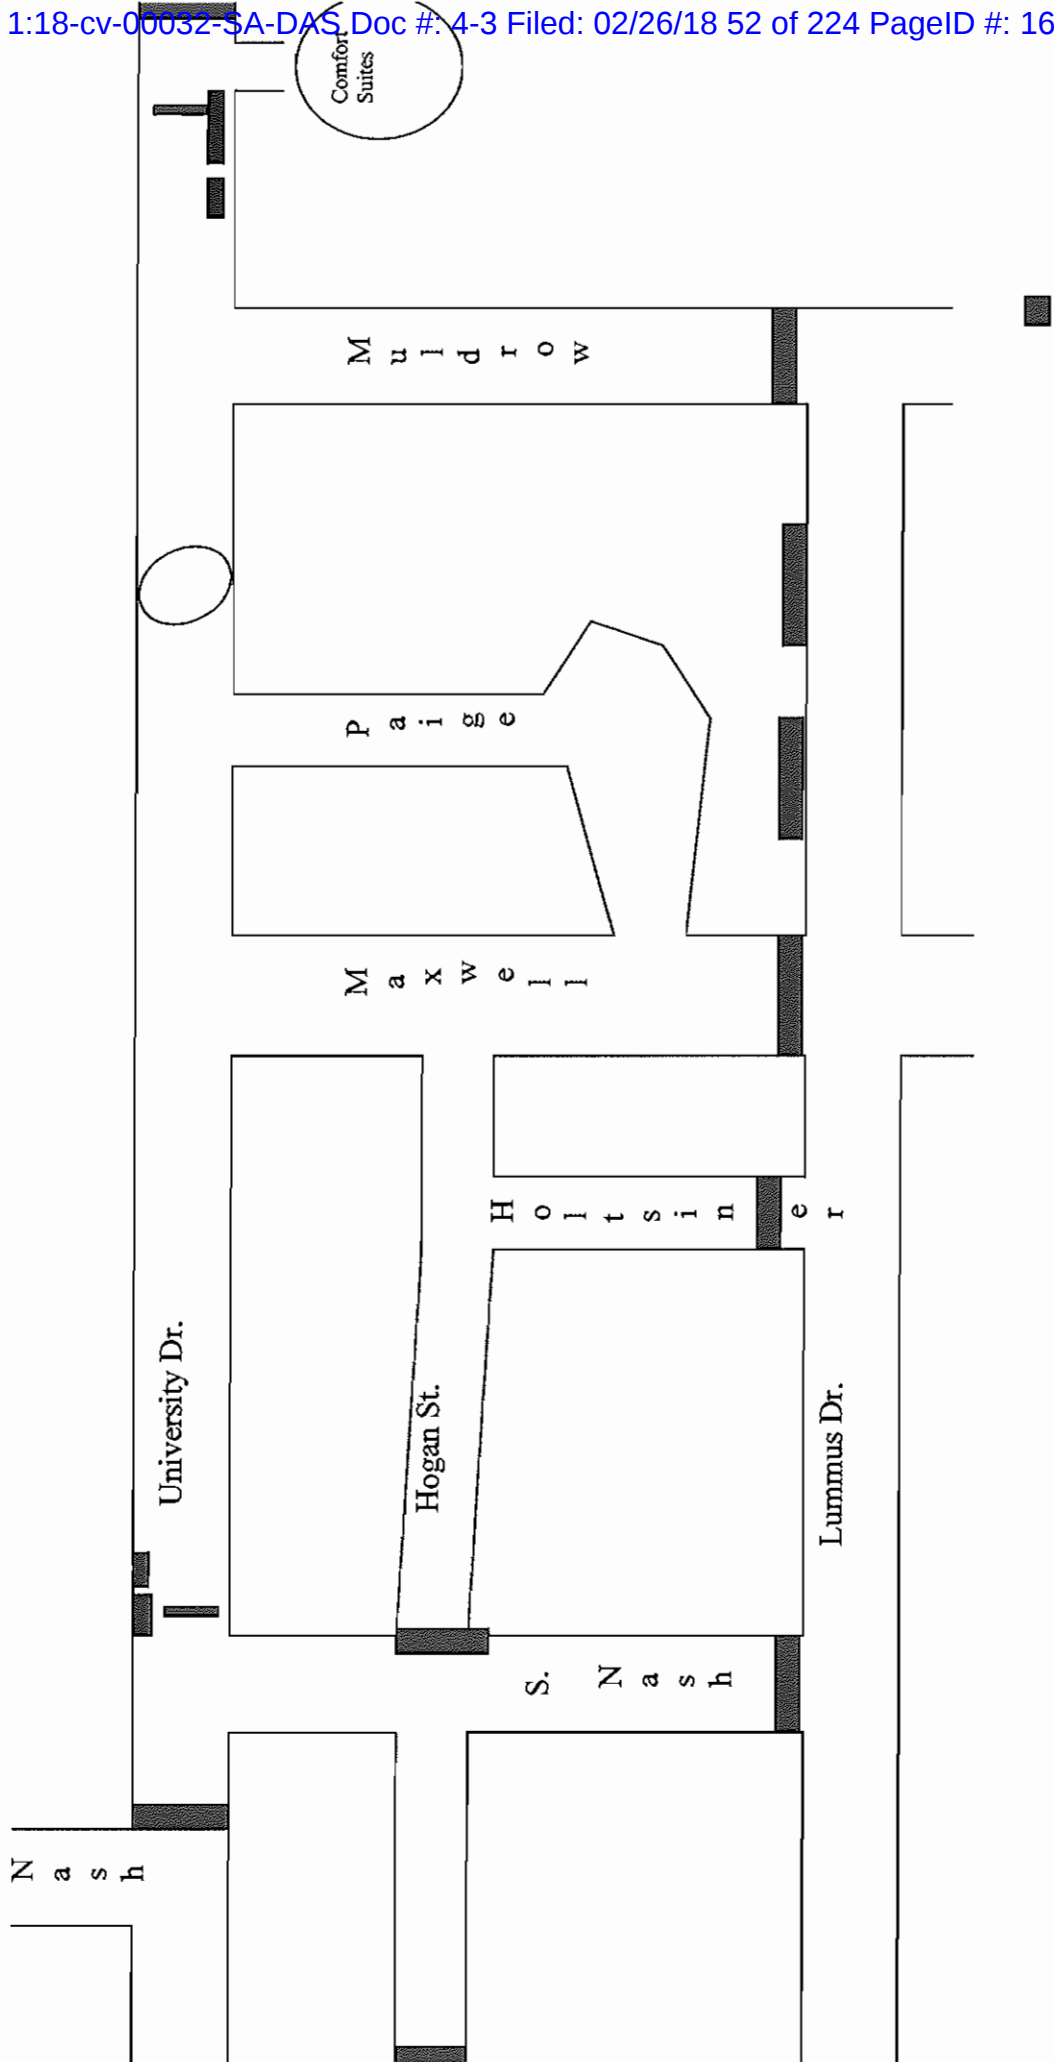 1:18-cv-00032-SA-DAS Doc #: 4-3 Filed: 02/26/18 52 of 224 PageID #: 16
Comfort
Suites
Muldrow
Paige
Maxwell
Holtsiner
University Dr.
Hogan St.
Lummus Dr.
S. Nash
Nash